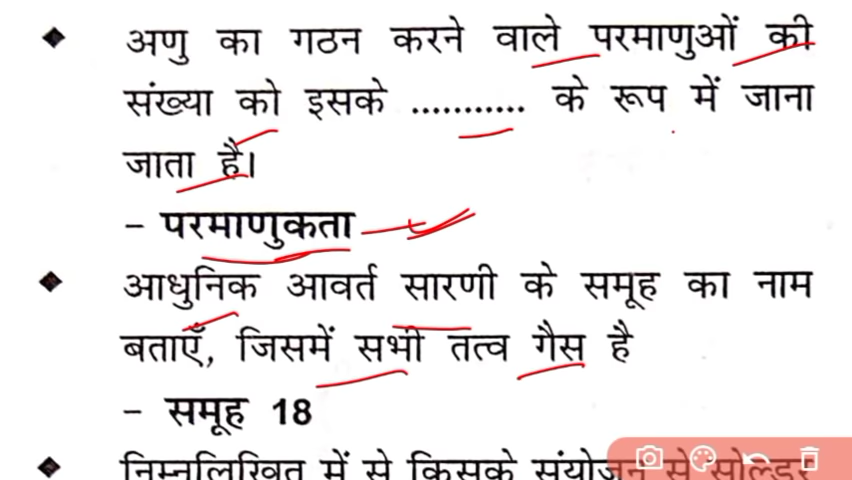 ◆ अणु का गठन करने वाले परमाणुओं की
संख्या को इसके ............ के रूप में जाना
जाता है।
– परमाणुकता
◆ आधुनिक आवर्त सारणी के समूह का नाम
बताएँ, जिसमें सभी तत्व गैस है
– समूह 18
◆ निम्नलिखित में से किसके संयोजन से सोल्डर